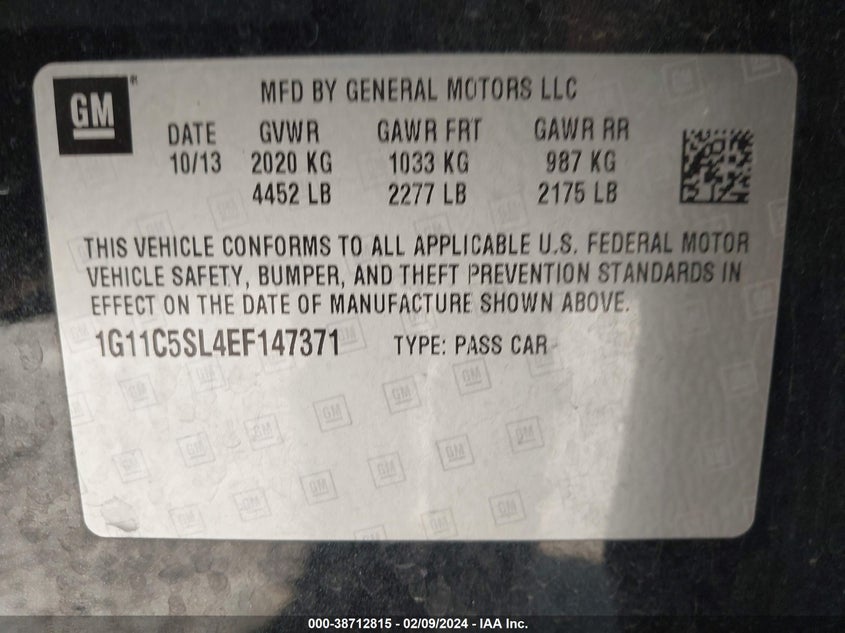 GM®
MFD BY GENERAL MOTORS LLC
DATE GVWR GAWR FRT GAWR RR
10/13 2020 KG 1033 KG 987 KG
4452 LB 2277 LB 2175 LB
THIS VEHICLE CONFORMS TO ALL APPLICABLE U.S. FEDERAL MOTOR
VEHICLE SAFETY, BUMPER, AND THEFT PREVENTION STANDARDS IN
EFFECT ON THE DATE OF MANUFACTURE SHOWN ABOVE.
1G11C5SL4EF147371 TYPE: PASS CAR
000-38712815 - 02/09/2024 - IAA Inc.